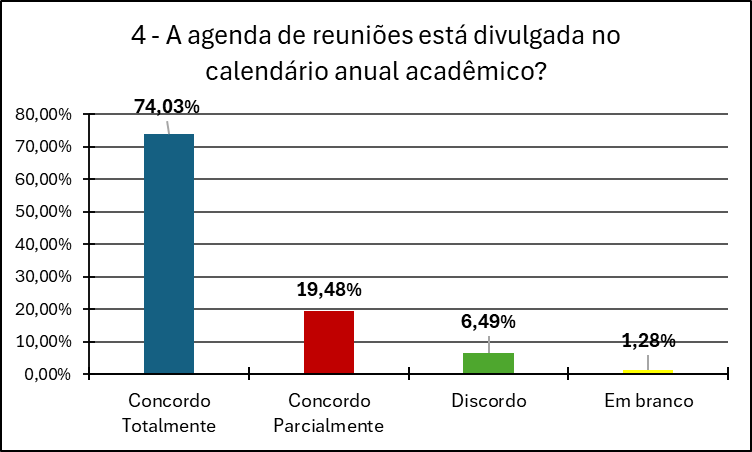 4 - A agenda de reuniões está divulgada no
calendário anual acadêmico?
80,00%
70,00%
60,00%
50,00%
40,00%
30,00%
20,00%
10,00%
0,00%
74,03%
19,48%
6,49%
1,28%
Concordo
Totalmente
Concordo
Parcialmente
Discordo
Em branco